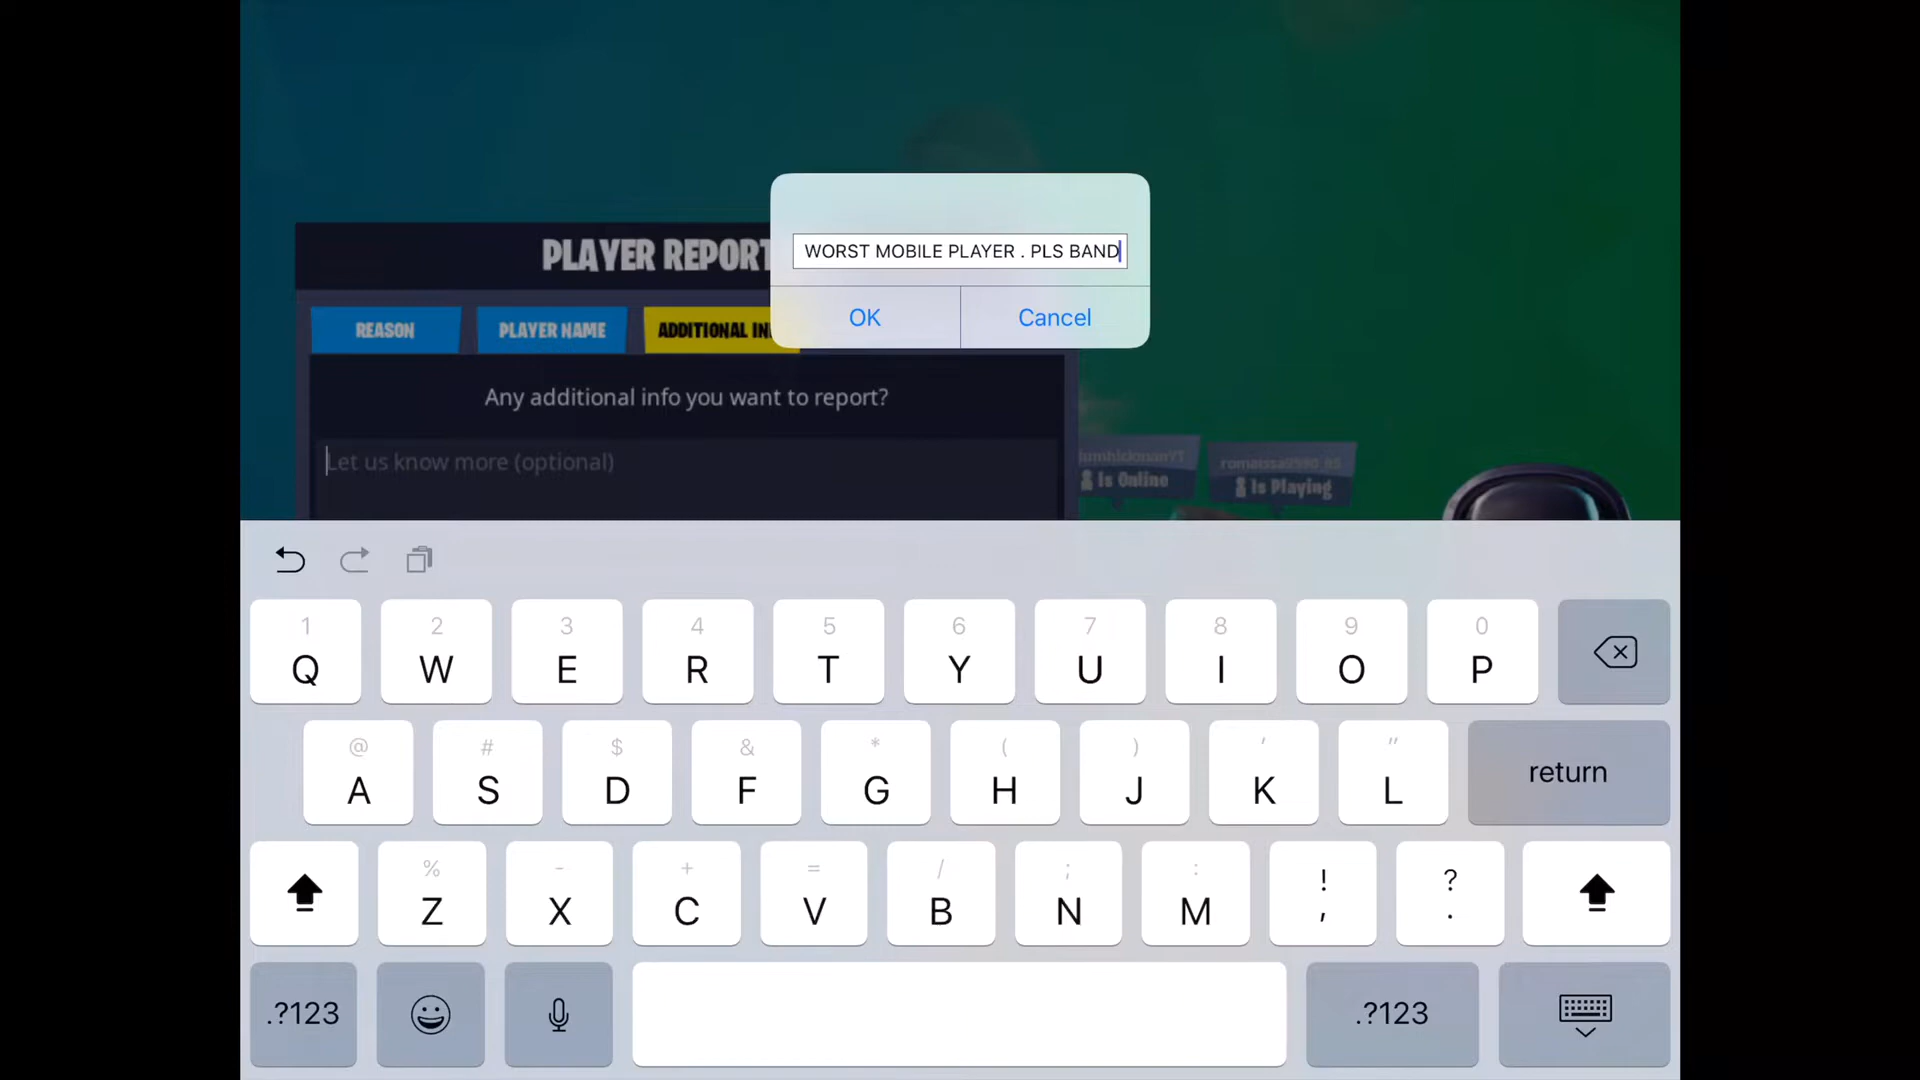 WORST MOBILE PLAYER . PLS BAND
OK Cancel
PLAYER REPORT
REASON PLAYER NAME ADDITIONAL
Any additional info you want to report?
Let us know more (optional)
Is Online Is Playing
1 2 3 4 5 6 7 8 9 0
Q W E R T Y U I O P
@ # $ & * ( ) ' "
A S D F G H J K L return
% - + = / ; : ! ?
Z X C V B N M , .
.?123 .?123